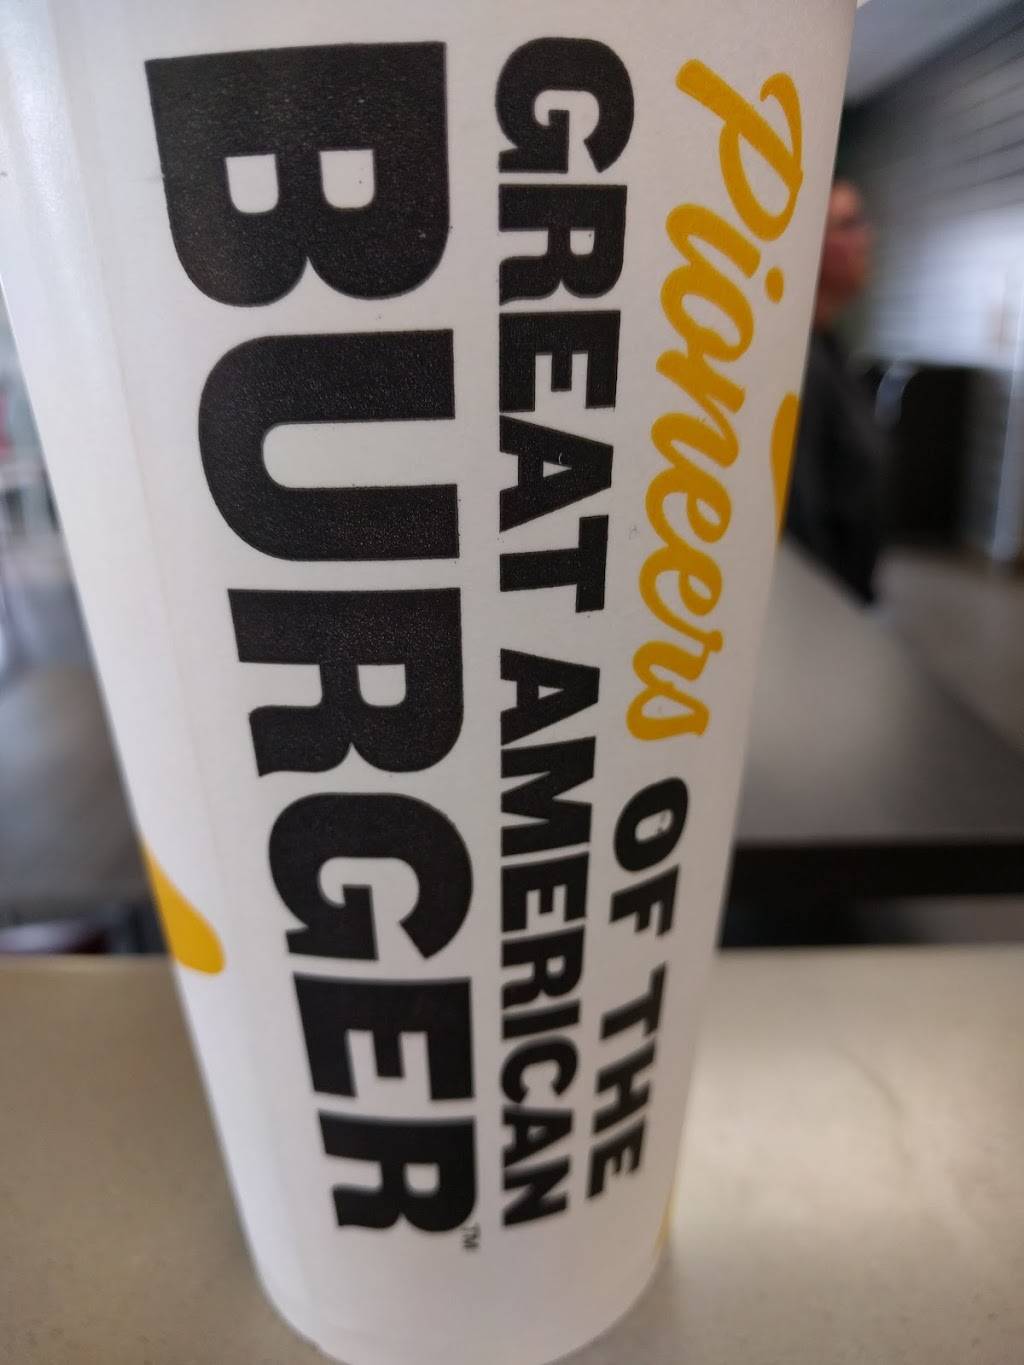 Pioneers OF THE
GREAT AMERICAN
BURGER™